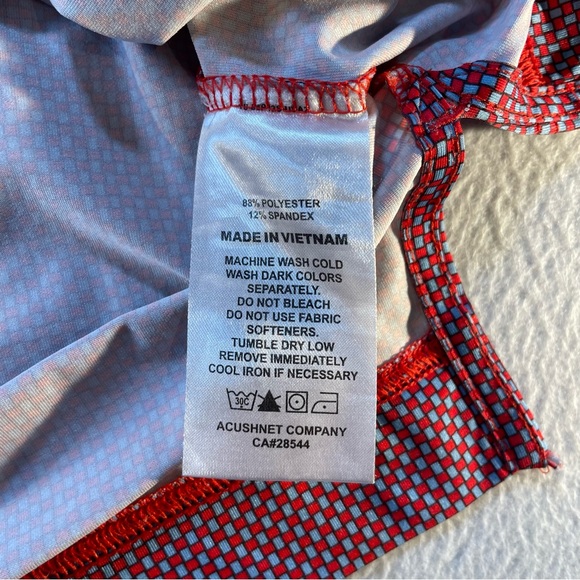 88% POLYESTER
12% SPANDEX
MADE IN VIETNAM
MACHINE WASH COLD
WASH DARK COLORS
SEPARATELY.
DO NOT BLEACH
DO NOT USE FABRIC
SOFTENERS.
TUMBLE DRY LOW
REMOVE IMMEDIATELY
COOL IRON IF NECESSARY
30C
ACUSHNET COMPANY
CA#28544